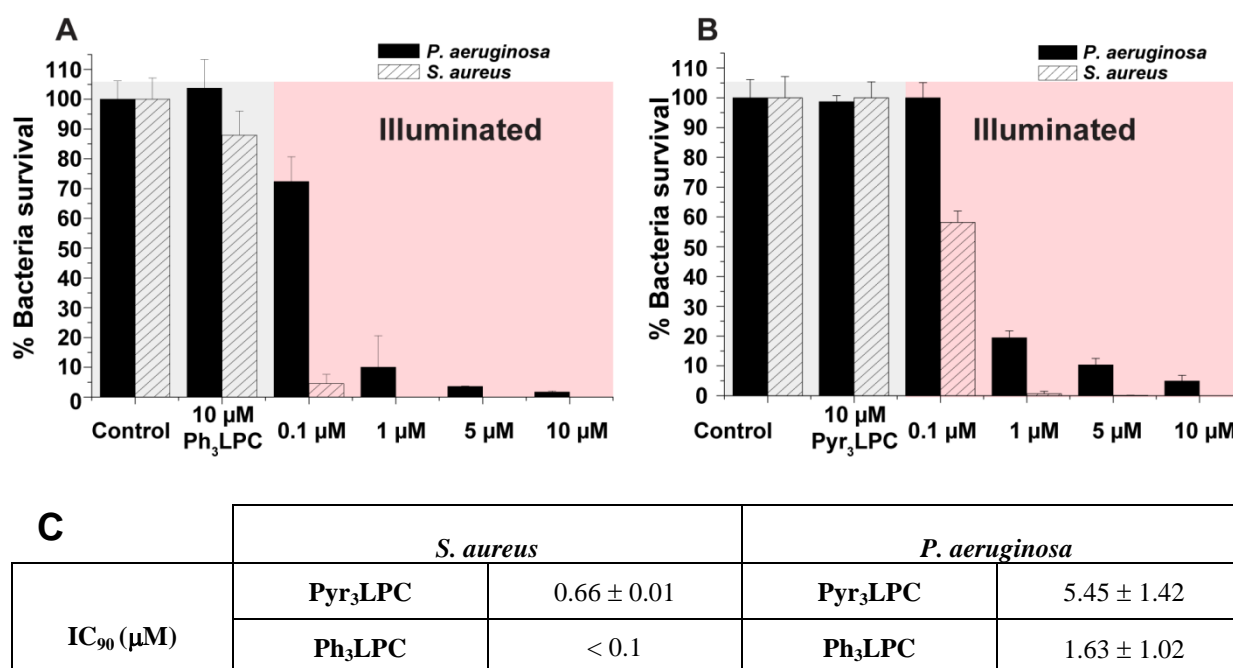 A
P. aeruginosa
S. aureus
110
100
90
80
70
60
50
40
30
20
10
0
% Bacteria survival
Illuminated
Control
10 µM
Ph₃LPC
0.1 µM
1 µM
5 µM
10 µM
B
P. aeruginosa
S. aureus
110
100
90
80
70
60
50
40
30
20
10
0
% Bacteria survival
Illuminated
Control
10 µM
Pyr₃LPC
0.1 µM
1 µM
5 µM
10 µM
C
S. aureus P. aeruginosa
IC₉₀ (µM)
Pyr₃LPC 0.66 ± 0.01 Pyr₃LPC 5.45 ± 1.42
Ph₃LPC < 0.1 Ph₃LPC 1.63 ± 1.02